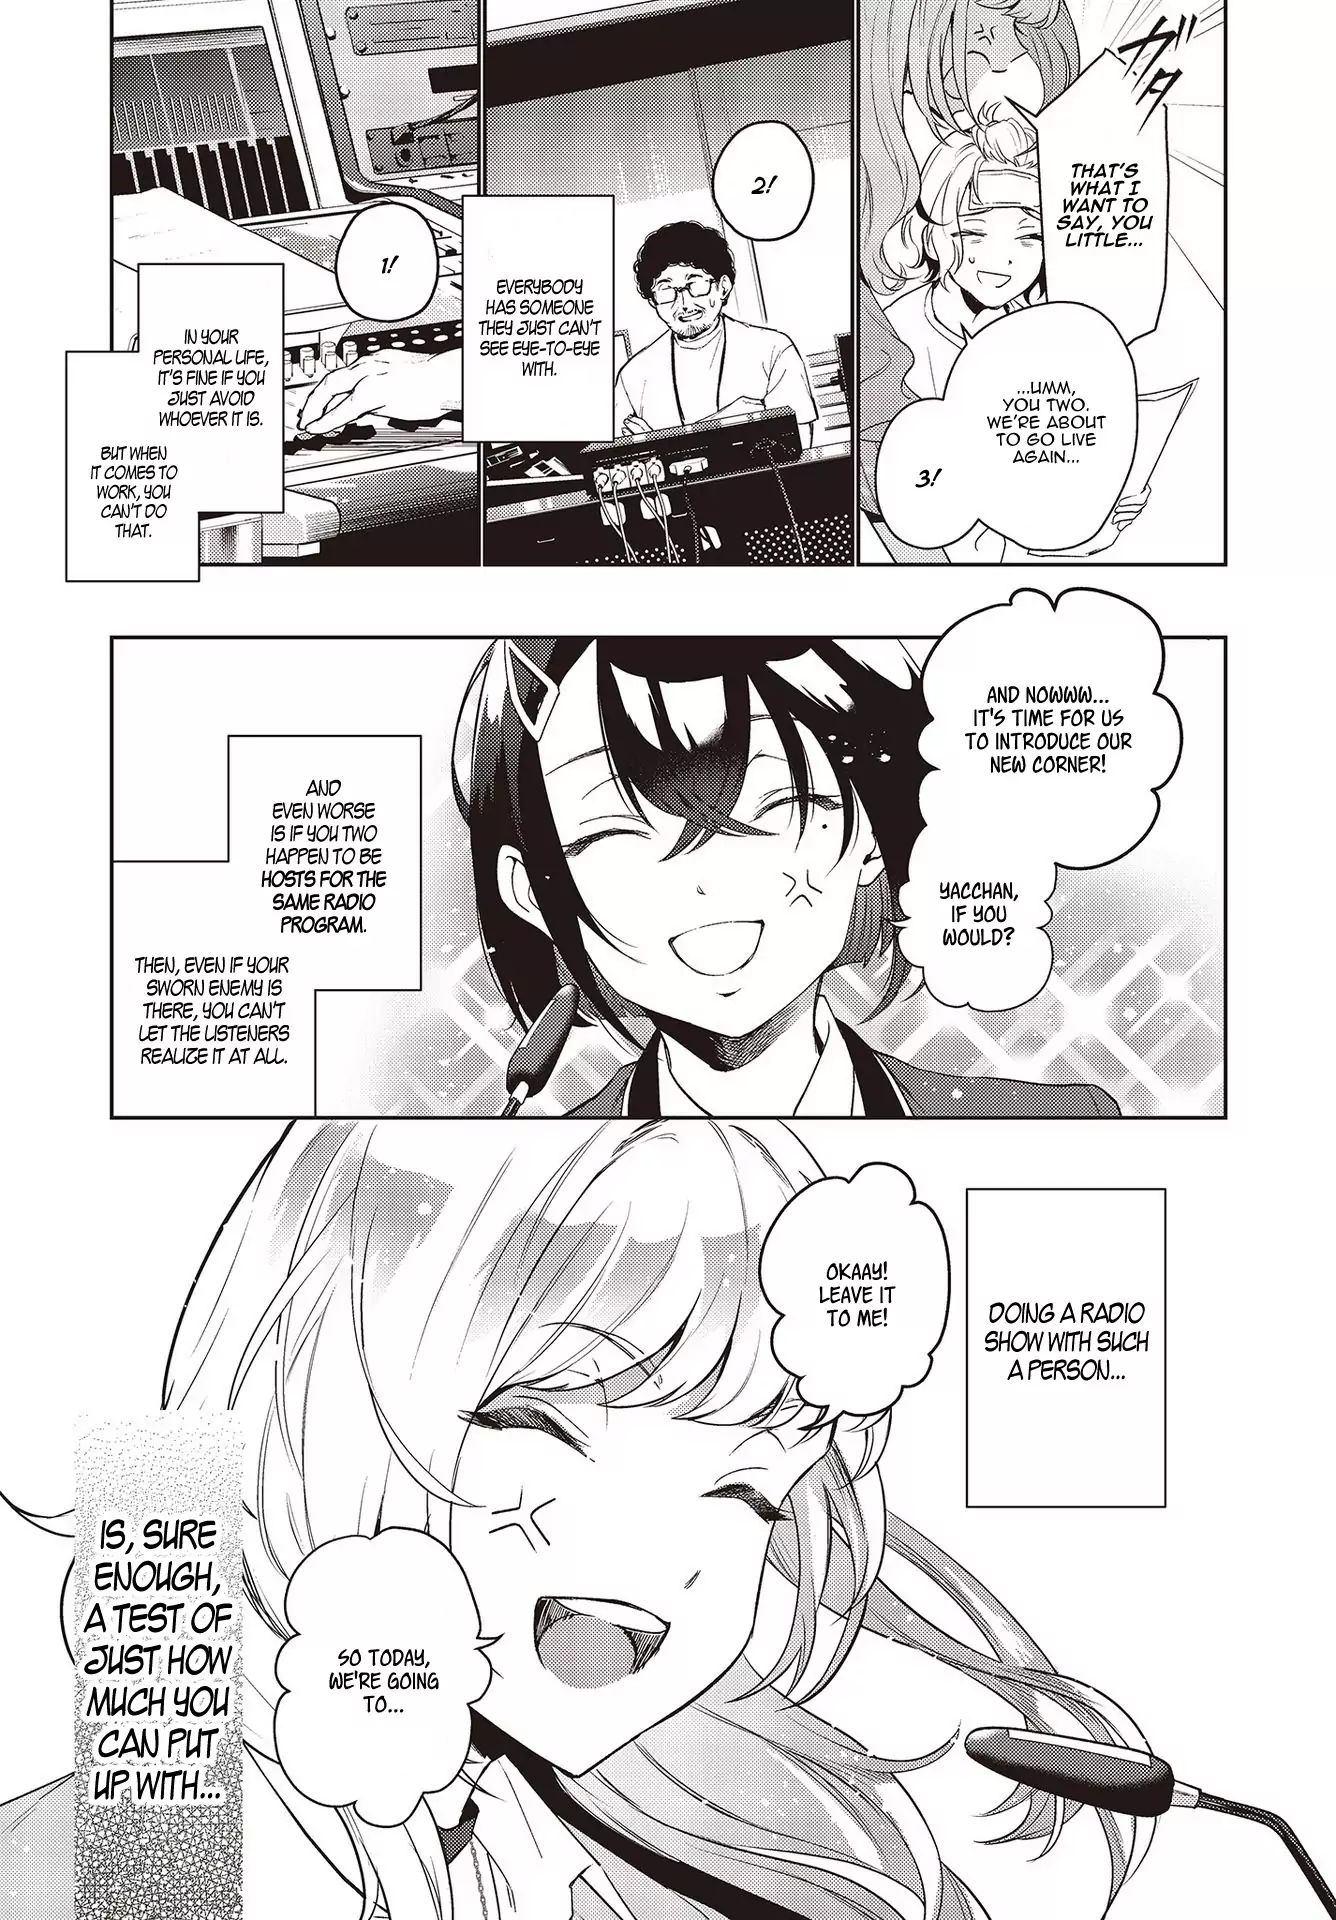 ガタ
THAT'S
WHAT I
WANT TO
SAY, YOU
LITTLE...
...UMM,
YOU TWO.
WE'RE ABOUT
TO GO LIVE
AGAIN...
3!
2!
EVERYBODY
HAS SOMEONE
THEY JUST CAN'T
SEE EYE-TO-EYE
WITH.
1!
IN YOUR
PERSONAL LIFE,
IT'S FINE IF YOU
JUST AVOID
WHOEVER IT IS.
BUT WHEN
IT COMES TO
WORK, YOU
CAN'T DO
THAT.
AND NOWWW...
IT'S TIME FOR US
TO INTRODUCE OUR
NEW CORNER!
YACCHAN,
IF YOU
WOULD?
AND
EVEN WORSE
IS IF YOU TWO
HAPPEN TO BE
HOSTS FOR THE
SAME RADIO
PROGRAM.
THEN, EVEN IF YOUR
SWORN ENEMY IS
THERE, YOU CAN'T
LET THE LISTENERS
REALIZE IT AT ALL.
DOING A RADIO
SHOW WITH SUCH
A PERSON...
OKAAY!
LEAVE IT
TO ME!
SO TODAY,
WE'RE GOING
TO...
IS, SURE
ENOUGH,
A TEST OF
JUST HOW
MUCH YOU
CAN PUT
UP WITH...